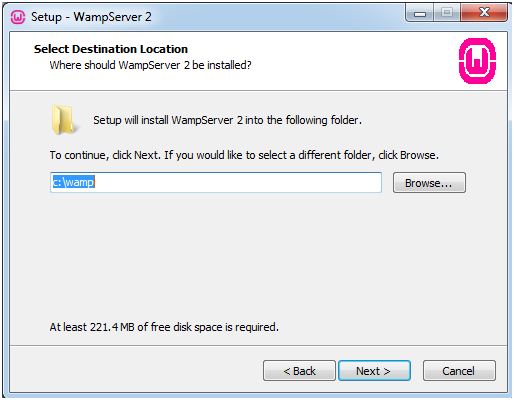 Setup - WampServer 2
Select Destination Location
Where should WampServer 2 be installed?
Setup will install WampServer 2 into the following folder.
To continue, click Next. If you would like to select a different folder, click Browse.
c:\wamp
Browse...
At least 221.4 MB of free disk space is required.
< Back
Next >
Cancel